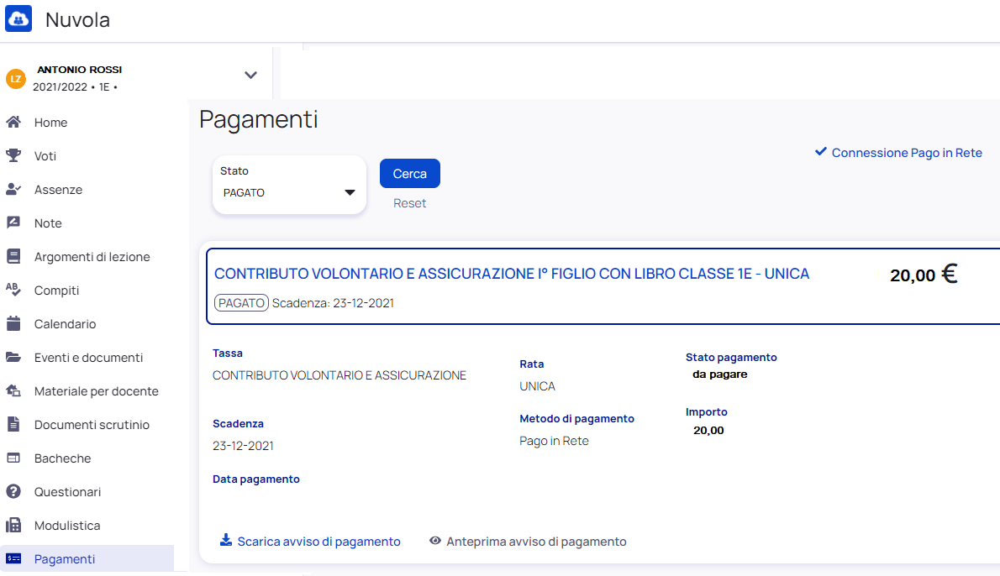 Nuvola
LZ
ANTONIO ROSSI
2021/2022 • 1E •
Home
Voti
Assenze
Note
Argomenti di lezione
Compiti
Calendario
Eventi e documenti
Materiale per docente
Documenti scrutinio
Bacheche
Questionari
Modulistica
Pagamenti
Pagamenti
Connessione Pago in Rete
Stato
PAGATO
Cerca
Reset
CONTRIBUTO VOLONTARIO E ASSICURAZIONE I° FIGLIO CON LIBRO CLASSE 1E - UNICA
20,00 €
PAGATO Scadenza: 23-12-2021
Tassa
CONTRIBUTO VOLONTARIO E ASSICURAZIONE
Rata
UNICA
Stato pagamento
da pagare
Scadenza
23-12-2021
Metodo di pagamento
Pago in Rete
Importo
20,00
Data pagamento
Scarica avviso di pagamento
Anteprima avviso di pagamento